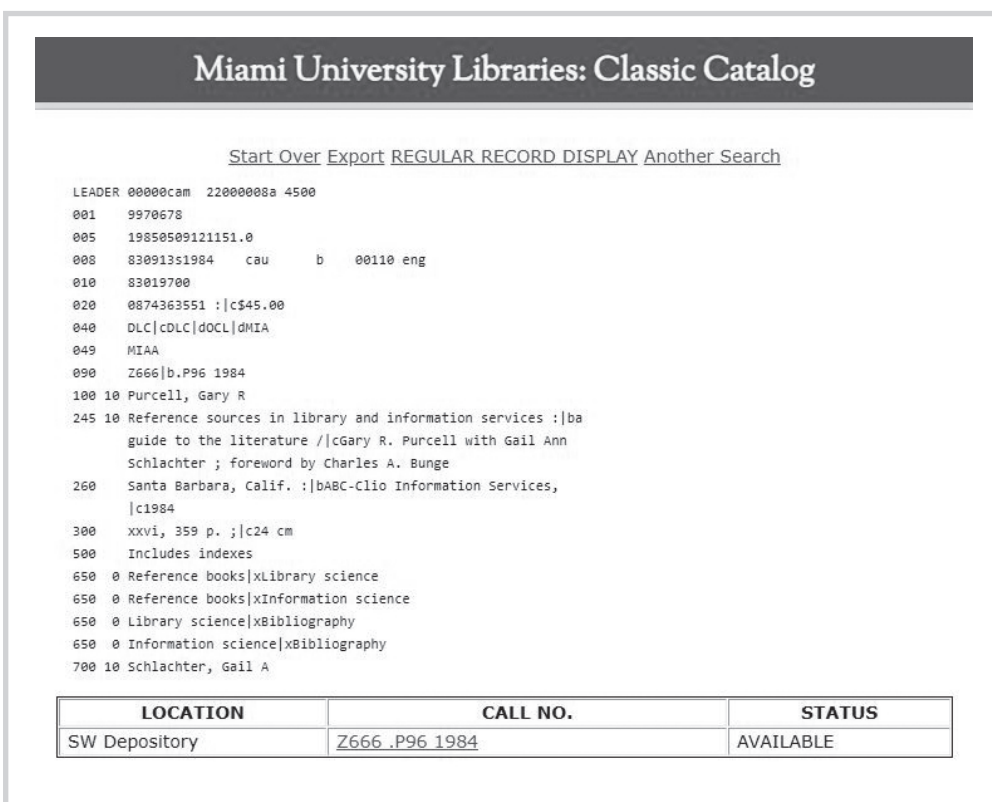 Miami University Libraries: Classic Catalog
Start Over Export REGULAR RECORD DISPLAY Another Search
LEADER 00000cam  22000008a 4500
001    9970678
005    19850509121151.0
008    830913s1984    cau      b    00110 eng
010    83019700
020    0874363551 :|c$45.00
040    DLC|cDLC|dOCL|dMIA
049    MIAA
090    Z666|b.P96 1984
100 10 Purcell, Gary R
245 10 Reference sources in library and information services :|ba
guide to the literature /|cGary R. Purcell with Gail Ann
Schlachter ; foreword by Charles A. Bunge
260    Santa Barbara, Calif. :|bABC-Clio Information Services,
|c1984
300    xxvi, 359 p. ;|c24 cm
500    Includes indexes
650  0 Reference books|xLibrary science
650  0 Reference books|xInformation science
650  0 Library science|xBibliography
650  0 Information science|xBibliography
700 10 Schlachter, Gail A
LOCATION CALL NO. STATUS
SW Depository Z666 .P96 1984 AVAILABLE